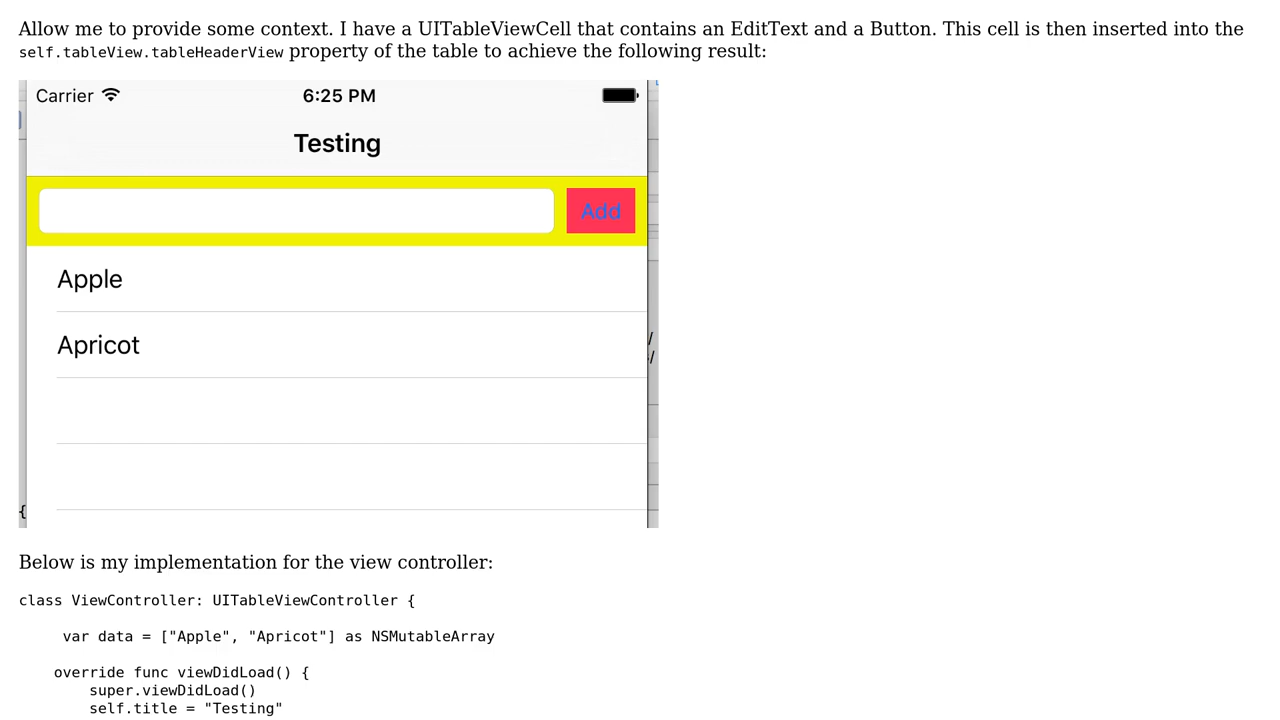 Allow me to provide some context. I have a UITableViewCell that contains an EditText and a Button. This cell is then inserted into the
self.tableView.tableHeaderView property of the table to achieve the following result:
Carrier 6:25 PM
Testing
Add
Apple
/
/
Apricot
{
Below is my implementation for the view controller:
class ViewController: UITableViewController {
var data = ["Apple", "Apricot"] as NSMutableArray
override func viewDidLoad() {
super.viewDidLoad()
self.title = "Testing"